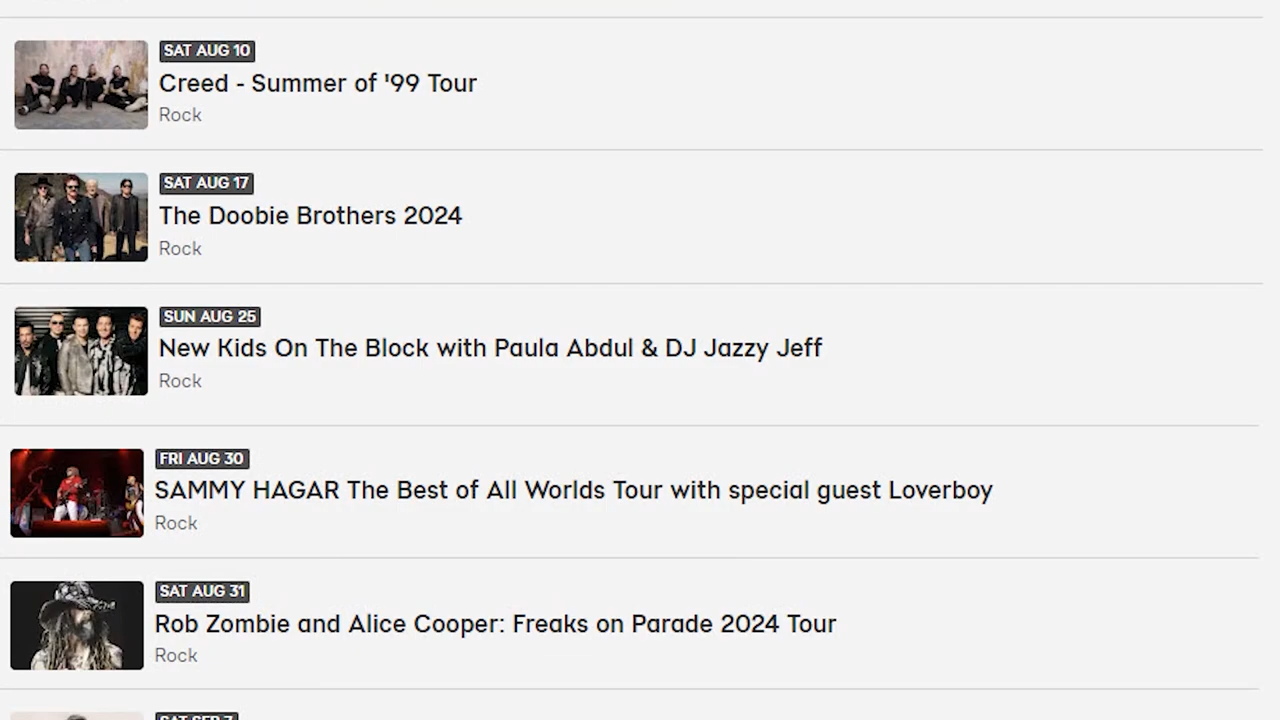 SAT AUG 10
Creed - Summer of '99 Tour
Rock
SAT AUG 17
The Doobie Brothers 2024
Rock
SUN AUG 25
New Kids On The Block with Paula Abdul & DJ Jazzy Jeff
Rock
FRI AUG 30
SAMMY HAGAR The Best of All Worlds Tour with special guest Loverboy
Rock
SAT AUG 31
Rob Zombie and Alice Cooper: Freaks on Parade 2024 Tour
Rock
SAT SEP 7